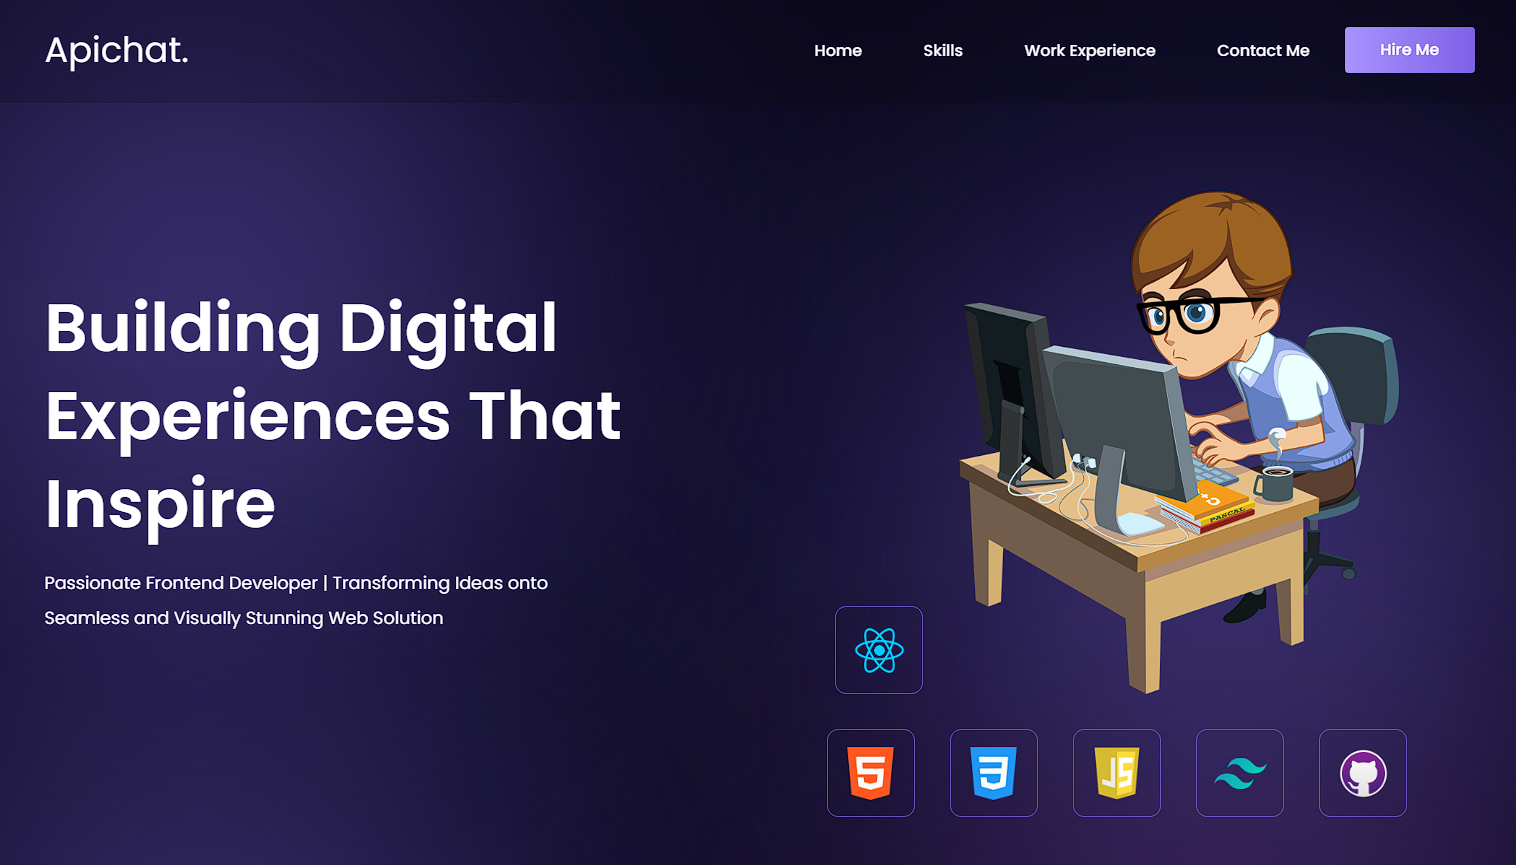 Apichat.
Home
Skills
Work Experience
Contact Me
Hire Me
Building Digital
Experiences That
Inspire
Passionate Frontend Developer | Transforming Ideas onto
Seamless and Visually Stunning Web Solution
PASCAL
JS